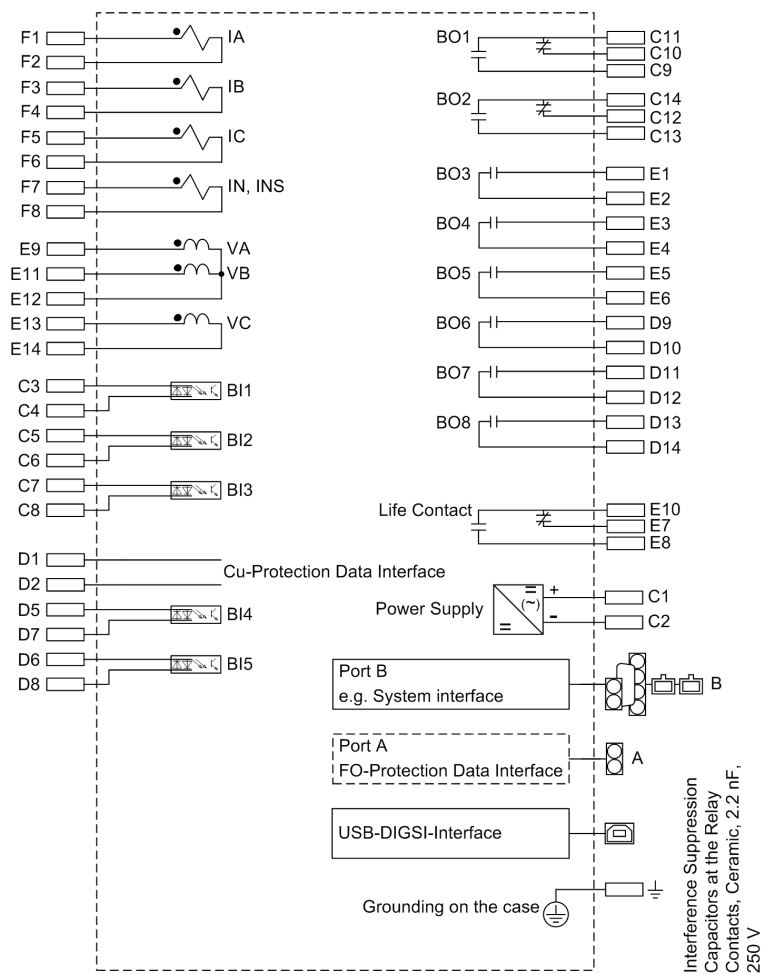 F1
IA
F2
F3
IB
F4
F5
IC
F6
F7
IN, INS
F8
E9
VA
E11
VB
E12
E13
VC
E14
C3
BI1
C4
C5
BI2
C6
C7
BI3
C8
D1
Cu-Protection Data Interface
D2
D5
BI4
D7
D6
BI5
D8
BO1
C11
C10
C9
BO2
C14
C12
C13
BO3
E1
E2
BO4
E3
E4
BO5
E5
E6
BO6
D9
D10
BO7
D11
D12
BO8
D13
D14
Life Contact
E10
E7
E8
Power Supply
=
(~)
=
+
-
C1
C2
Port B
e.g. System interface
B
Port A
FO-Protection Data Interface
A
USB-DIGSI-Interface
Grounding on the case
Interference Suppression
Capacitors at the Relay
Contacts, Ceramic, 2.2 nF,
250 V